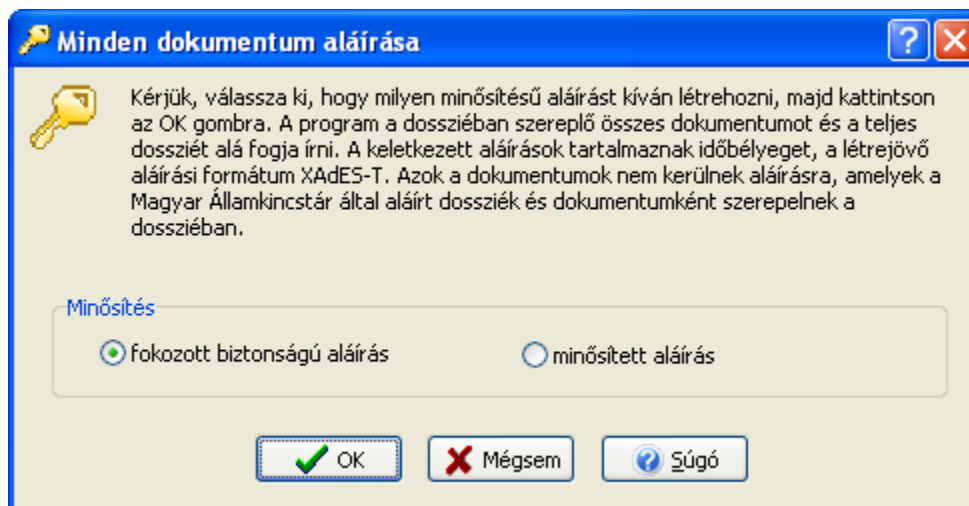 Minden dokumentum aláírása
Kérjük, válassza ki, hogy milyen minősítésű aláírást kíván létrehozni, majd kattintson
az OK gombra. A program a dossziéban szereplő összes dokumentumot és a teljes
dossziét alá fogja írni. A keletkezett aláírások tartalmaznak időbélyeget, a létrejövő
aláírási formátum XAdES-T. Azok a dokumentumok nem kerülnek aláírásra, amelyek a
Magyar Államkincstár által aláírt dossziék és dokumentumként szerepelnek a
dossziéban.
Minősítés
fokozott biztonságú aláírás minősített aláírás
OK Mégsem Súgó